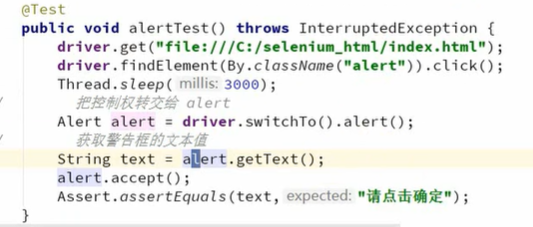 @Test
public void alertTest() throws InterruptedException {
driver.get("file:///C:/selenium_html/index.html");
driver.findElement(By.className("alert")).click();
Thread.sleep( millis: 3000);
/ 把控制权转交给 alert
Alert alert = driver.switchTo().alert();
/ 获取警告框的文本值
String text = alert.getText();
alert.accept();
Assert.assertEquals(text, expected: "请点击确定");
}